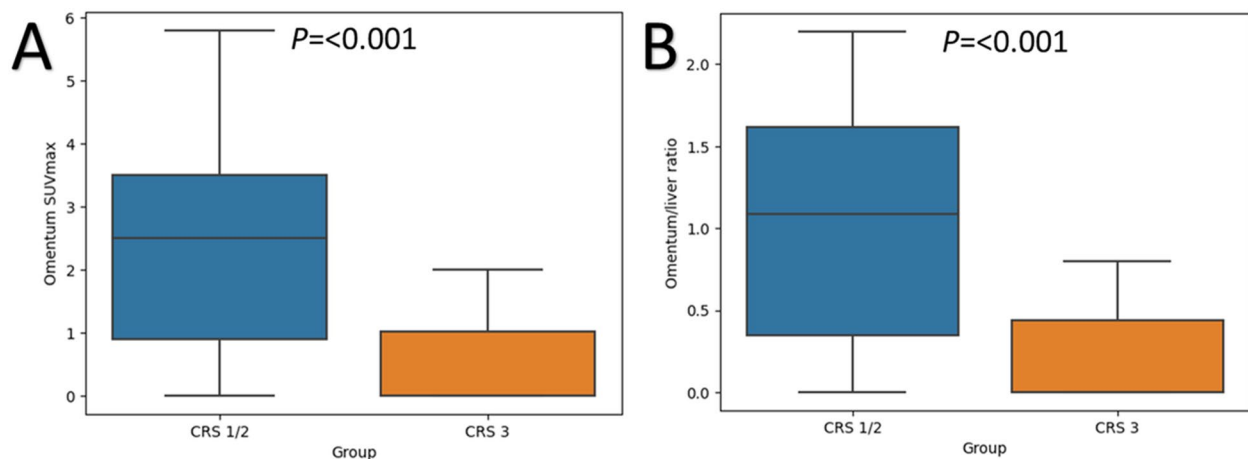 A
P=<0.001
Omentum SUVmax
6
5
4
3
2
1
0
CRS 1/2
CRS 3
Group
B
P=<0.001
Omentum/liver ratio
2.0
1.5
1.0
0.5
0.0
CRS 1/2
CRS 3
Group